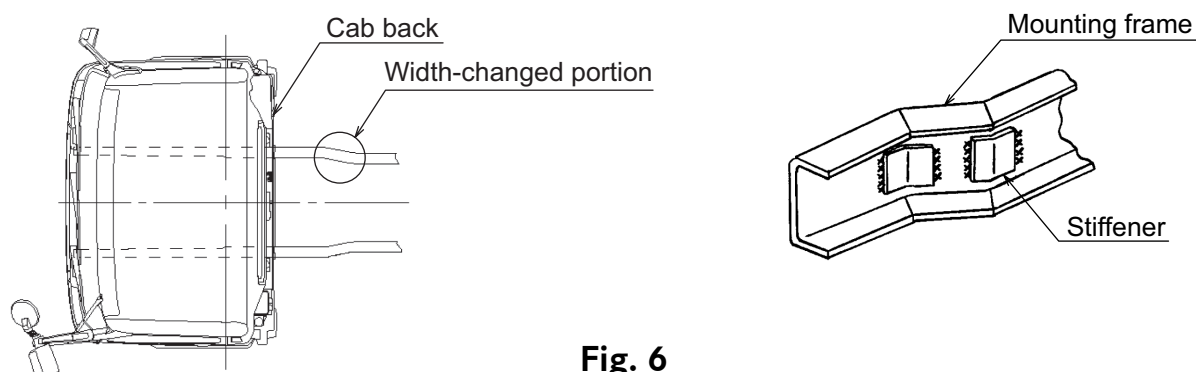 Cab back
Width-changed portion
Mounting frame
Stiffener
Fig. 6